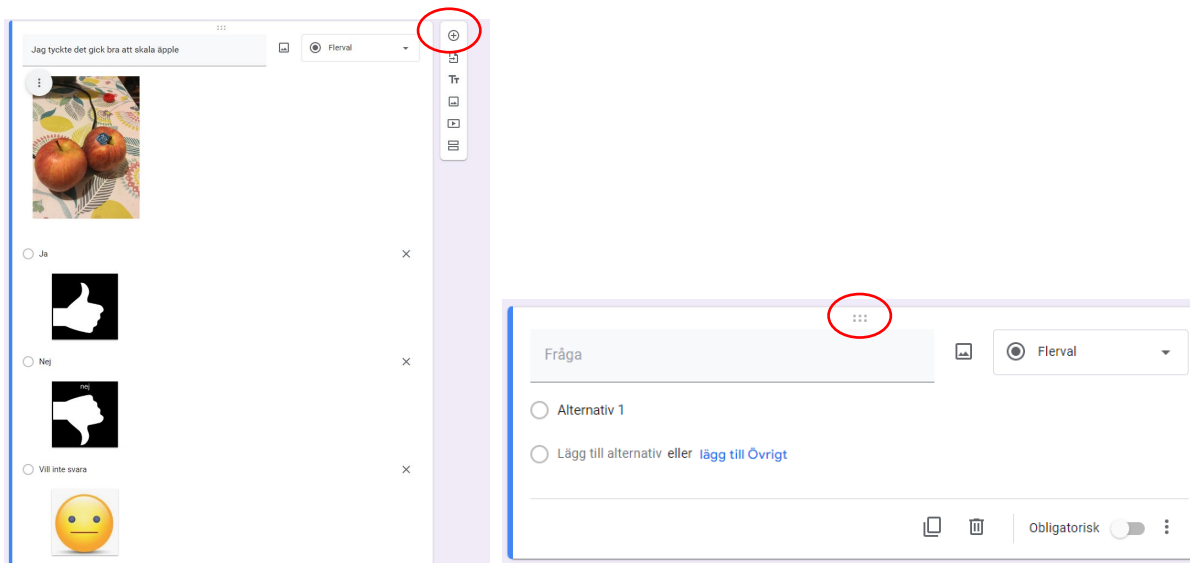 Jag tyckte det gick bra att skala äpple
Flerval
Tт
Ja
Nej
nej
Vill inte svara
Fråga
Flerval
Alternativ 1
Lägg till alternativ eller lägg till Övrigt
Obligatorisk